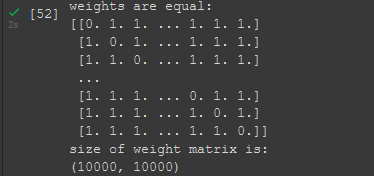 [52] weights are equal:
2s [[0. 1. 1. ... 1. 1. 1.]
[1. 0. 1. ... 1. 1. 1.]
[1. 1. 0. ... 1. 1. 1.]
...
[1. 1. 1. ... 0. 1. 1.]
[1. 1. 1. ... 1. 0. 1.]
[1. 1. 1. ... 1. 1. 0.]]
size of weight matrix is:
(10000, 10000)